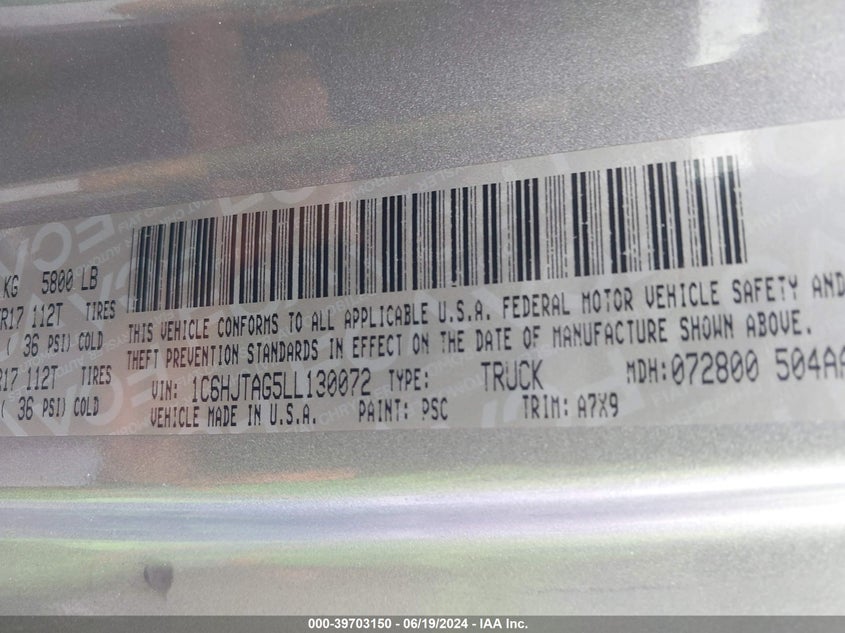 KG 5800 LB
R17 112T TIRES
( 36 PSI) COLD
R17 112T TIRES
( 36 PSI) COLD
THIS VEHICLE CONFORMS TO ALL APPLICABLE U.S.A. FEDERAL MOTOR VEHICLE SAFETY AND
THEFT PREVENTION STANDARDS IN EFFECT ON THE DATE OF MANUFACTURE SHOWN ABOVE.
VIN: 1C6HJTAG5LL130072 TYPE: TRUCK MDH:072800 504AA
VEHICLE MADE IN U.S.A. PAINT: PSC TRIM: A7X9
000-39703150 - 06/19/2024 - IAA Inc.